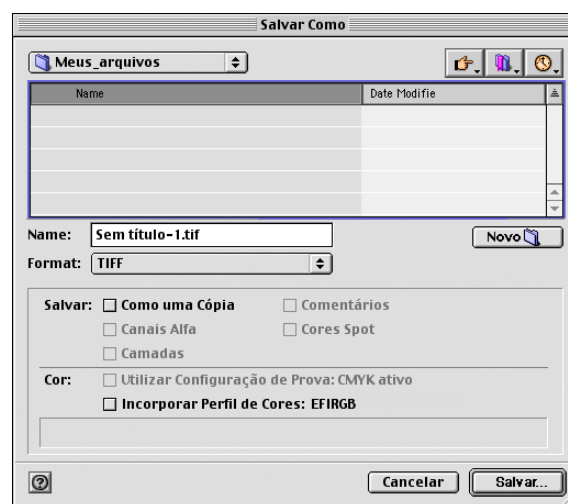 Salvar Como
Meus_arquivos
Name Date Modifie
Name: Sem título-1.tif
Novo
Format: TIFF
Salvar: Como uma Cópia Comentários
Canais Alfa Cores Spot
Camadas
Cor: Utilizar Configuração de Prova: CMYK ativo
Incorporar Perfil de Cores: EFIRGB
? Cancelar Salvar...